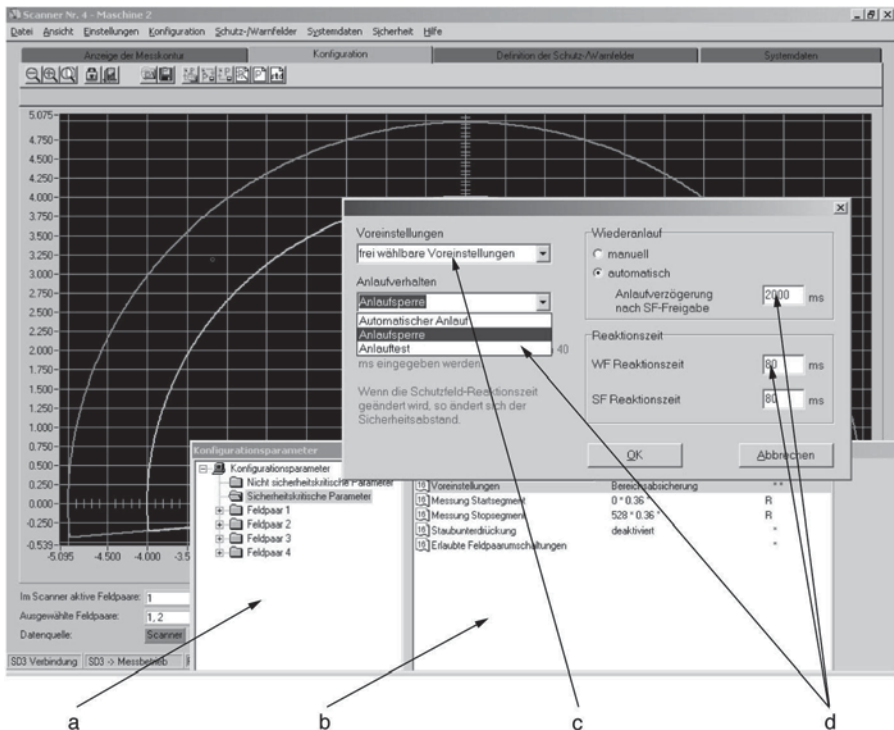 Scanner Nr. 4 - Maschine 2
Datei Ansicht Einstellungen Konfiguration Schutz-/Warnfelder Systemdaten Sicherheit Hilfe
Anzeige der Messkontur Konfiguration Definition der Schutz-/Warnfelder Systemdaten
5.075
4.750
4.500
4.250
4.000
3.750
3.500
3.250
3.000
2.750
2.500
2.250
2.000
1.750
1.500
1.250
1.000
0.750
0.500
0.250
0.000
-0.250
-0.539
-5.095 -4.500 -4.000 -3.5
Voreinstellungen
frei wählbare Voreinstellungen
Anlaufverhalten
Anlaufsperre
Automatischer Anlauf
Anlaufsperre
Anlauftest
40
ms eingegeben werden
Wenn die Schutzfeld-Reaktionszeit
geändert wird, so ändert sich der
Sicherheitsabstand.
Wiederanlauf
manuell
automatisch
Anlaufverzögerung
nach SF-Freigabe
2000 ms
Reaktionszeit
WF Reaktionszeit 80 ms
SF Reaktionszeit 80 ms
OK Abbrechen
Konfigurationsparameter
Konfigurationsparameter
Nicht sicherheitskritische Parameter
Sicherheitskritische Parameter
Feldpaar 1
Feldpaar 2
Feldpaar 3
Feldpaar 4
Voreinstellungen Bereichsabsicherung * *
Messung Startsegment 0 * 0.36 ° R
Messung Stopsegment 528 * 0.36 ° R
Staubunterdrückung deaktiviert *
Erlaubte Feldpaarumschaltungen *
Im Scanner aktive Feldpaare: 1
Ausgewählte Feldpaare: 1, 2
Datenquelle: Scanner
SD3 Verbindung SD3 -> Messbetrieb
a b c d